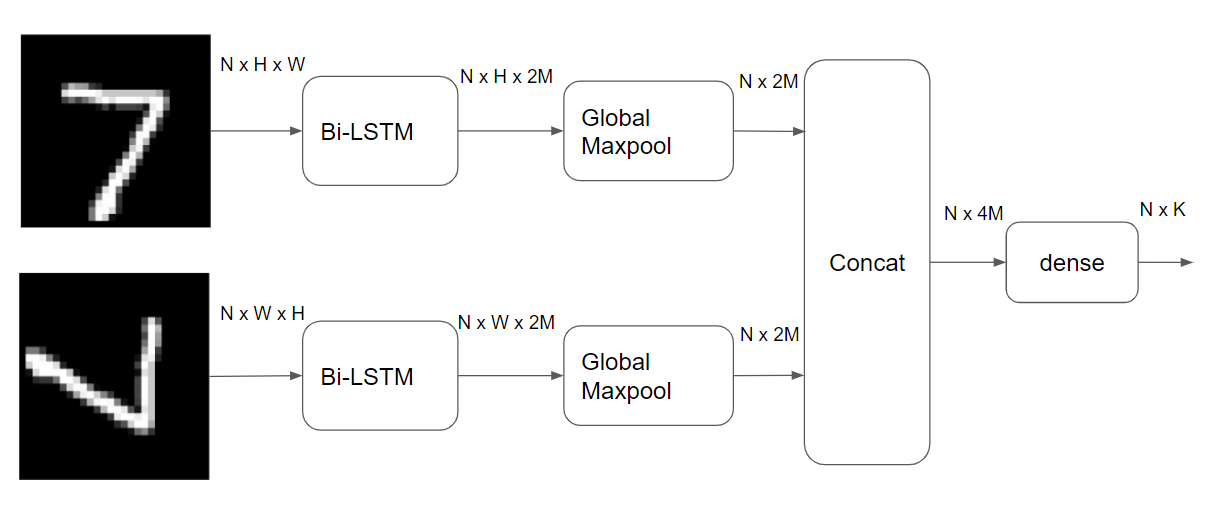 N x H x W
Bi-LSTM
N x H x 2M
Global
Maxpool
N x 2M
N x W x H
Bi-LSTM
N x W x 2M
Global
Maxpool
N x 2M
Concat
N x 4M
dense
N x K